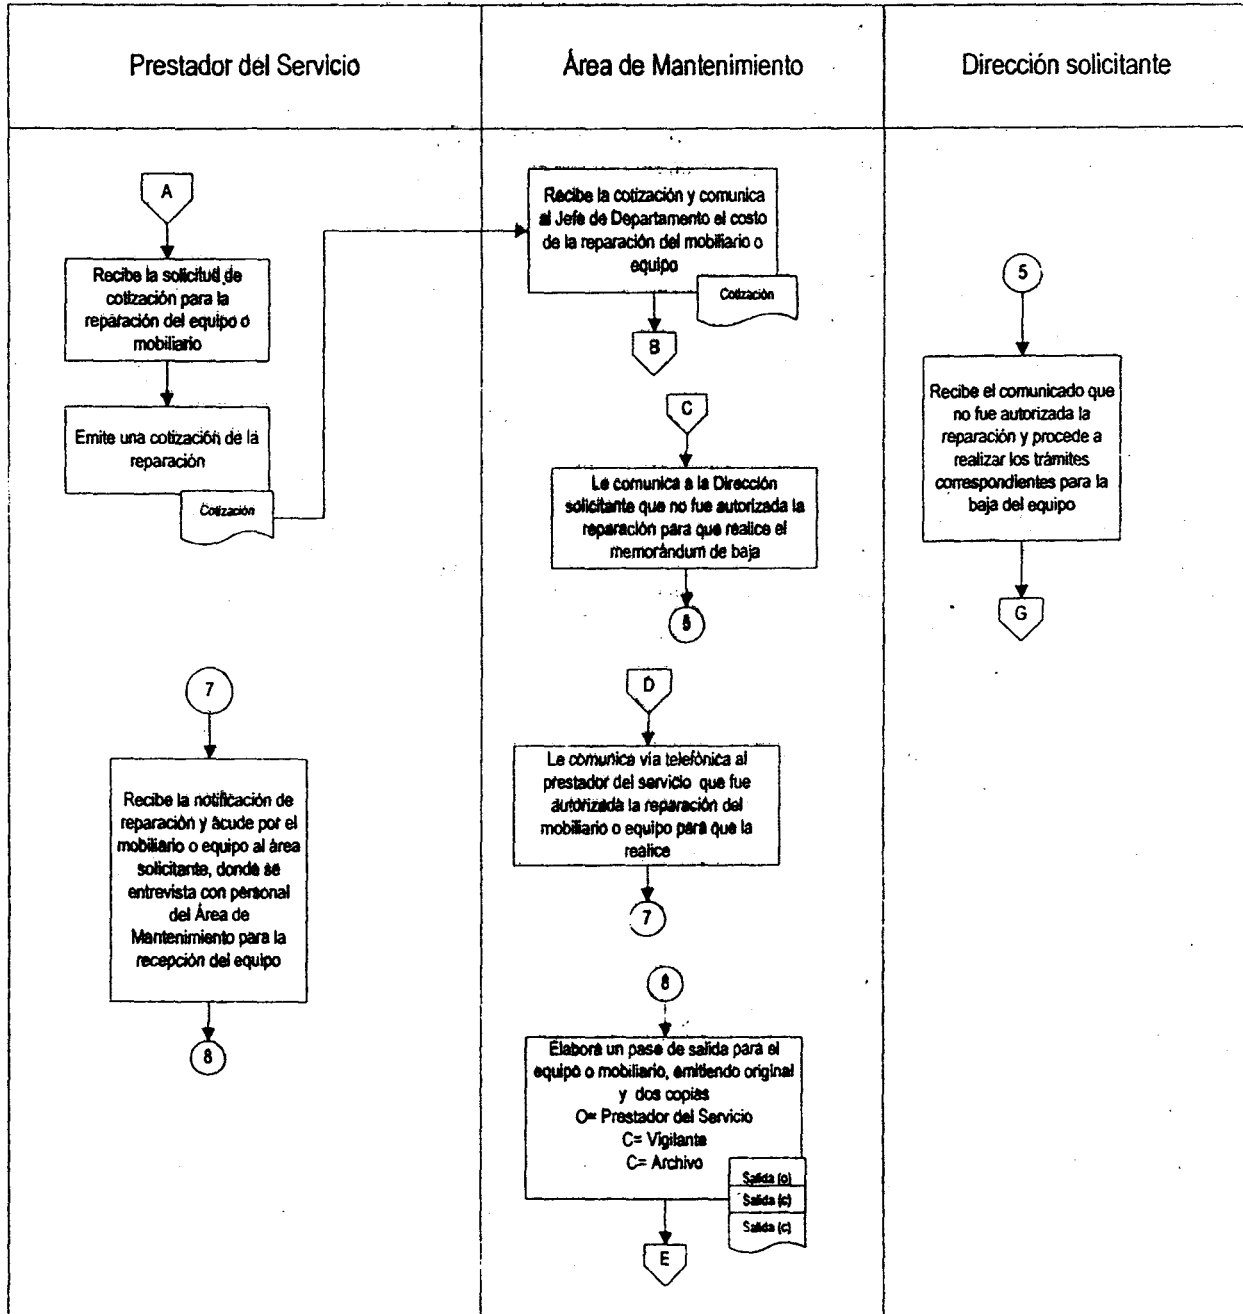 Prestador del Servicio
Área de Mantenimiento
Dirección solicitante
A
Recibe la solicitud de
cotización para la
reparación del equipo o
mobiliario
Emite una cotización de la
reparación
Cotización
7
Recibe la notificación de
reparación y acude por el
mobiliario o equipo al área
solicitante, donde se
entrevista con personal
del Área de
Mantenimiento para la
recepción del equipo
8
Recibe la cotización y comunica
al Jefe de Departamento el costo
de la reparación del mobiliario o
equipo
Cotización
B
C
Le comunica a la Dirección
solicitante que no fue autorizada la
reparación para que realice el
memorándum de baja
5
D
Le comunica vía telefónica al
prestador del servicio que fue
autorizada la reparación del
mobiliario o equipo para que la
realice
7
8
Elabora un pase de salida para el
equipo o mobiliario, emitiendo original
y dos copias
O= Prestador del Servicio
C= Vigilante
C= Archivo
Salida (o)
Salida (c)
Salida (c)
E
5
Recibe el comunicado que
no fue autorizada la
reparación y procede a
realizar los trámites
correspondientes para la
baja del equipo
G